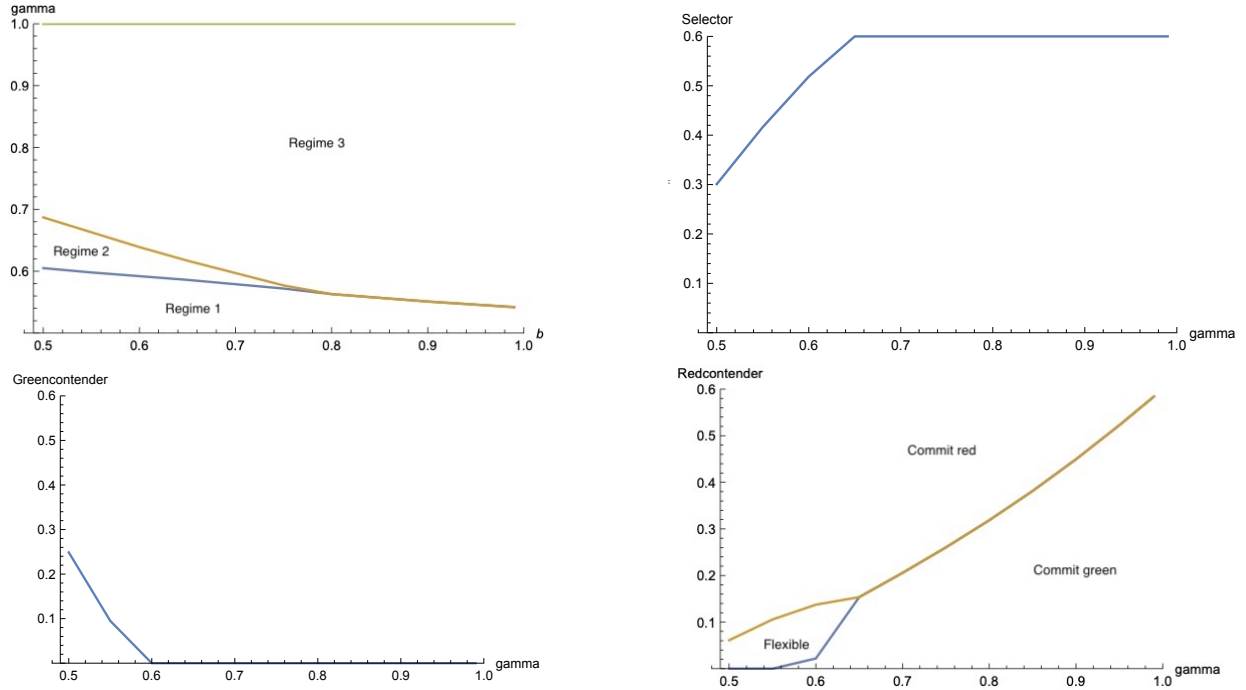 gamma
1.0
0.9
0.8
0.7
0.6
Regime 3
Regime 2
Regime 1
0.5 0.6 0.7 0.8 0.9 1.0 b
Selector
0.6
0.5
0.4
0.3
0.2
0.1
0.5 0.6 0.7 0.8 0.9 1.0 gamma
Greencontender
0.6
0.5
0.4
0.3
0.2
0.1
0.5 0.6 0.7 0.8 0.9 1.0 gamma
Redcontender
0.6
0.5
0.4
0.3
0.2
0.1
Commit red
Commit green
Flexible
0.5 0.6 0.7 0.8 0.9 1.0 gamma